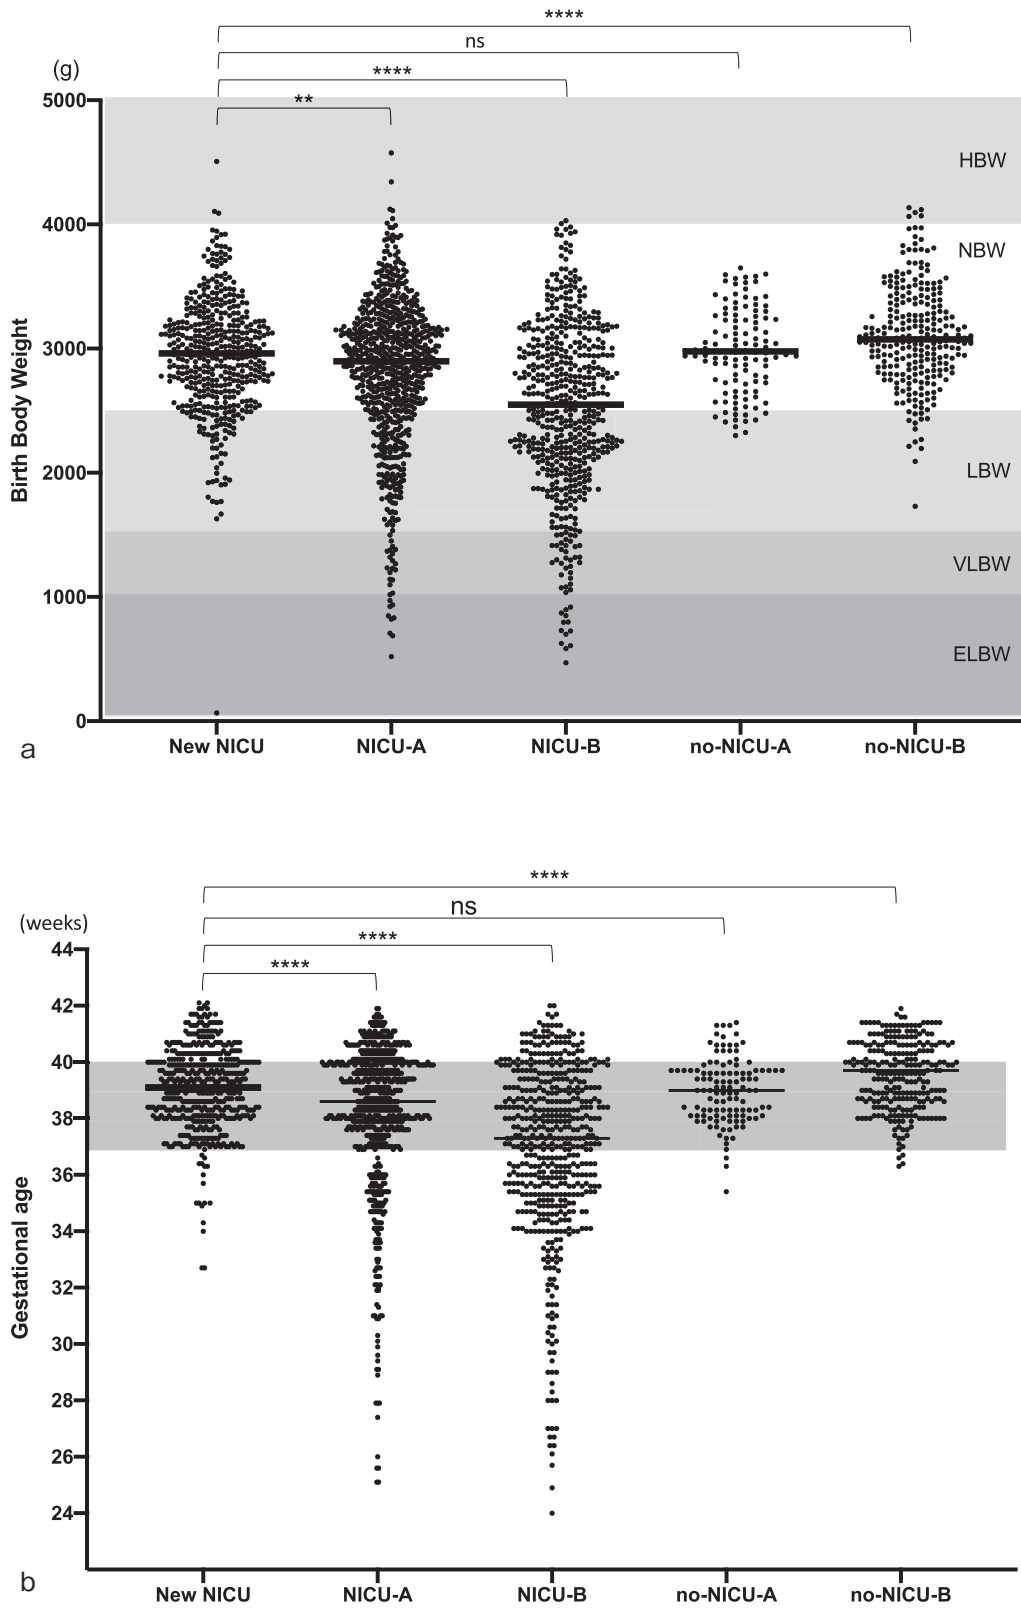 ****
ns
(g)
****
**
5000
HBW
4000
NBW
3000
Birth Body Weight
2000
LBW
VLBW
1000
ELBW
0
New NICU
NICU-A
NICU-B
no-NICU-A
no-NICU-B
a
****
ns
(weeks)
****
44
****
42
40
38
36
34
Gestational age
32
30
28
26
24
b
New NICU
NICU-A
NICU-B
no-NICU-A
no-NICU-B